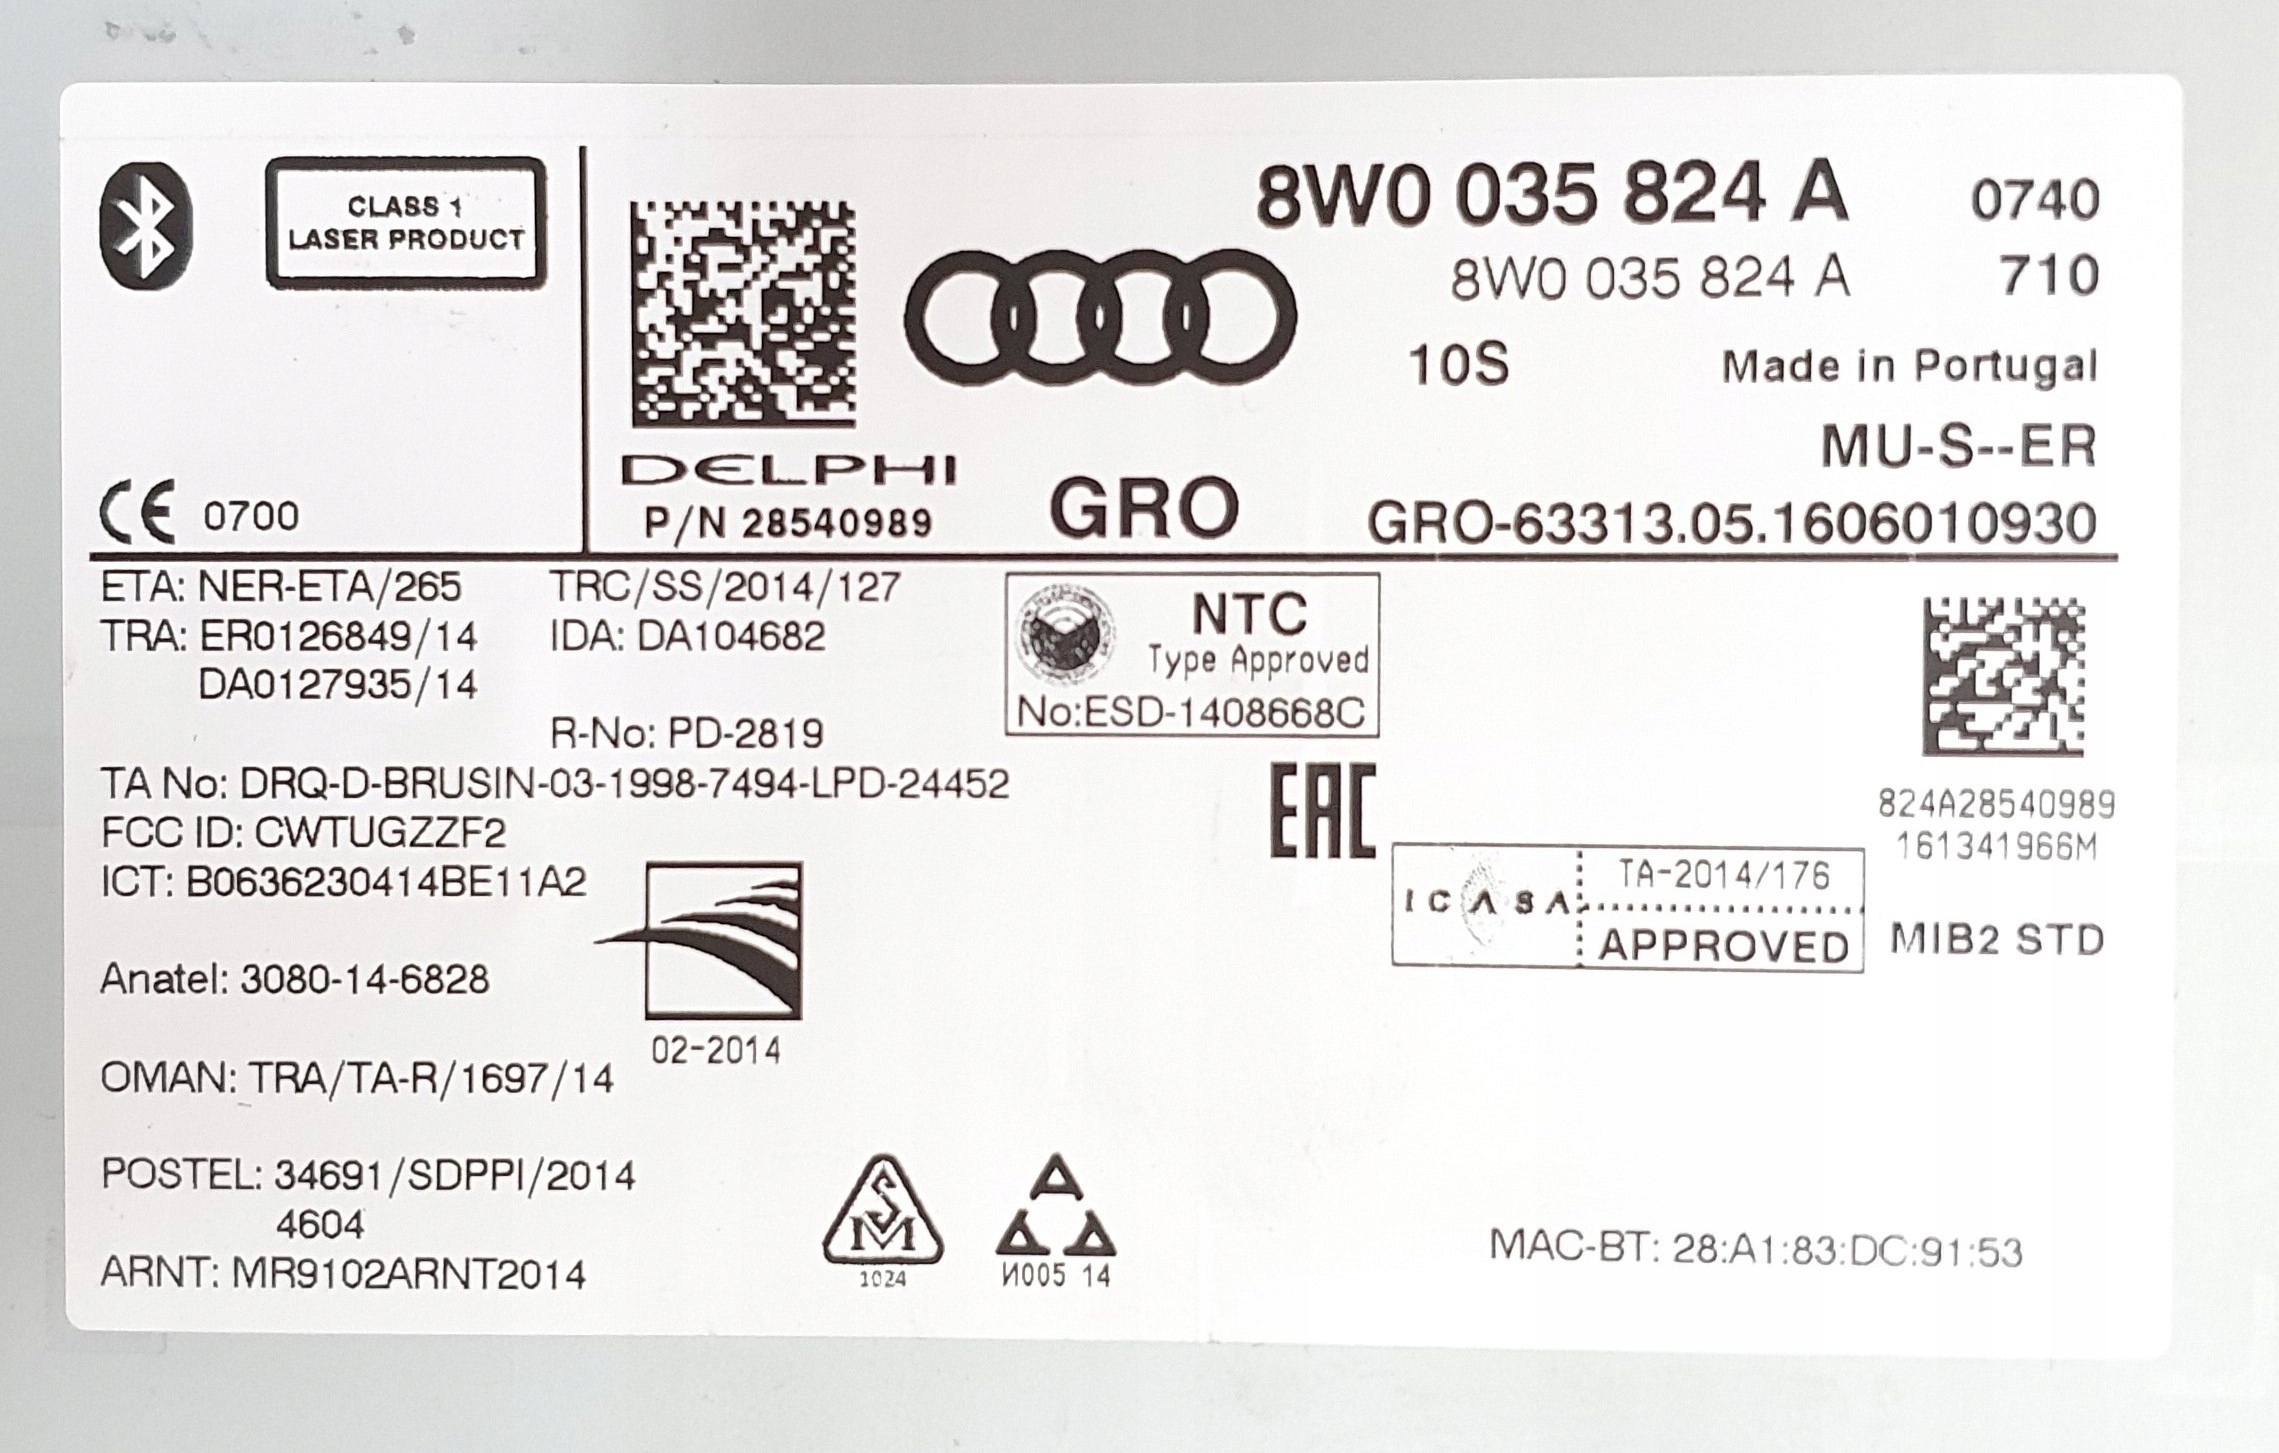 8W0 035 824 A 0740
CLASS 1
LASER PRODUCT
8W0 035 824 A 710
10S Made in Portugal
MU-S--ER
DELPHI
CE 0700
P/N 28540989
GRO
GRO-63313.05.1606010930
ETA: NER-ETA/265 TRC/SS/2014/127
TRA: ER0126849/14 IDA: DA104682
DA0127935/14
R-No: PD-2819
NTC
Type Approved
No:ESD-1408668C
TA No: DRQ-D-BRUSIN-03-1998-7494-LPD-24452
FCC ID: CWTUGZZF2
ICT: B0636230414BE11A2
EAC
824A28540989
161341966M
ICASA
TA-2014/176
APPROVED
MIB2 STD
Anatel: 3080-14-6828
02-2014
OMAN: TRA/TA-R/1697/14
POSTEL: 34691/SDPPI/2014
4604
ARNT: MR9102ARNT2014
SM
1024
И005 14
MAC-BT: 28:A1:83:DC:91:53